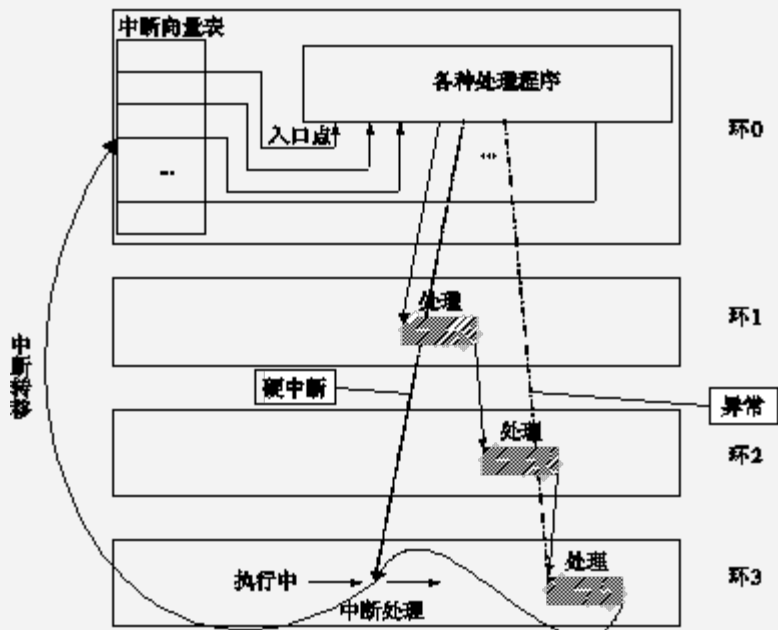 中断向量表
各种处理程序
入口点
...
...
环0
处理
环1
中断转移
硬中断
异常
处理
环2
处理
执行中
中断处理
环3